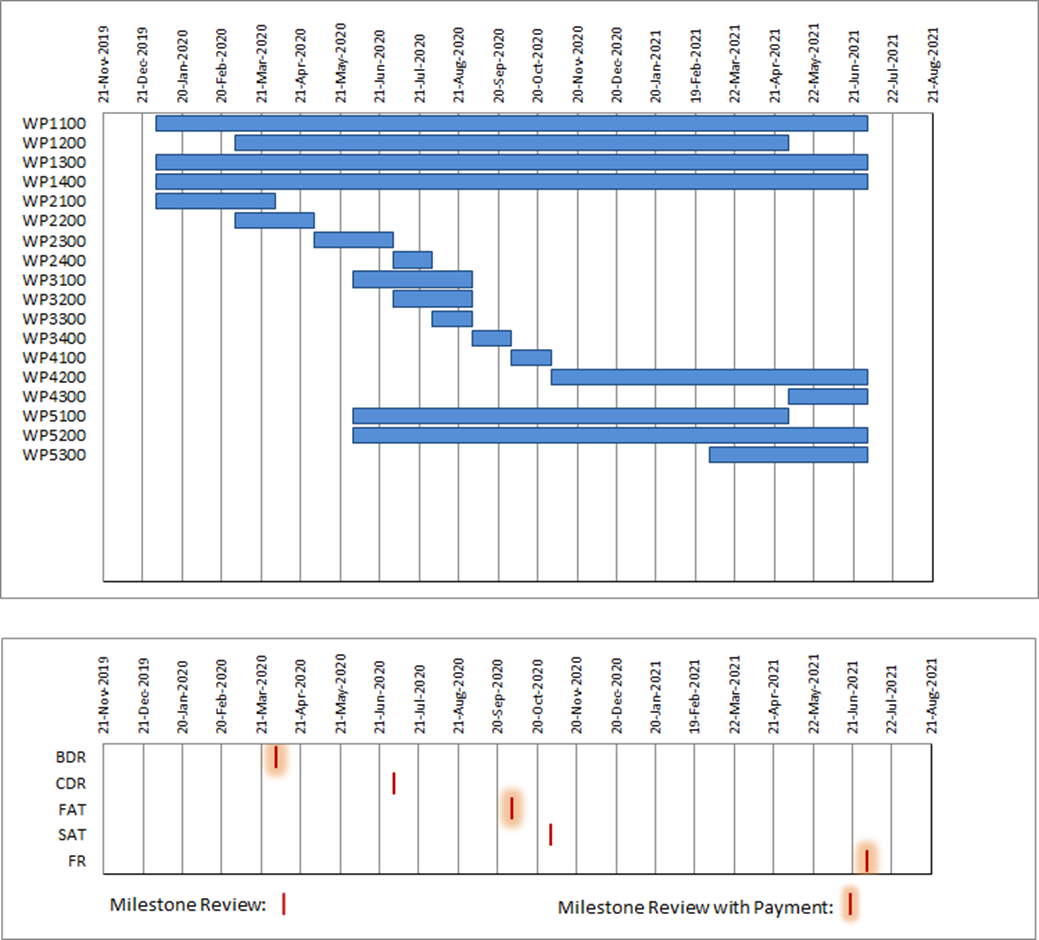 21-Nov-2019
21-Dec-2019
20-Jan-2020
20-Feb-2020
21-Mar-2020
21-Apr-2020
21-May-2020
21-Jun-2020
21-Jul-2020
21-Aug-2020
20-Sep-2020
20-Oct-2020
20-Nov-2020
20-Dec-2020
20-Jan-2021
19-Feb-2021
22-Mar-2021
21-Apr-2021
22-May-2021
21-Jun-2021
22-Jul-2021
21-Aug-2021
WP1100
WP1200
WP1300
WP1400
WP2100
WP2200
WP2300
WP2400
WP3100
WP3200
WP3300
WP3400
WP4100
WP4200
WP4300
WP5100
WP5200
WP5300
21-Nov-2019
21-Dec-2019
20-Jan-2020
20-Feb-2020
21-Mar-2020
21-Apr-2020
21-May-2020
21-Jun-2020
21-Jul-2020
21-Aug-2020
20-Sep-2020
20-Oct-2020
20-Nov-2020
20-Dec-2020
20-Jan-2021
19-Feb-2021
22-Mar-2021
21-Apr-2021
22-May-2021
21-Jun-2021
22-Jul-2021
21-Aug-2021
BDR
CDR
FAT
SAT
FR
Milestone Review:
Milestone Review with Payment: